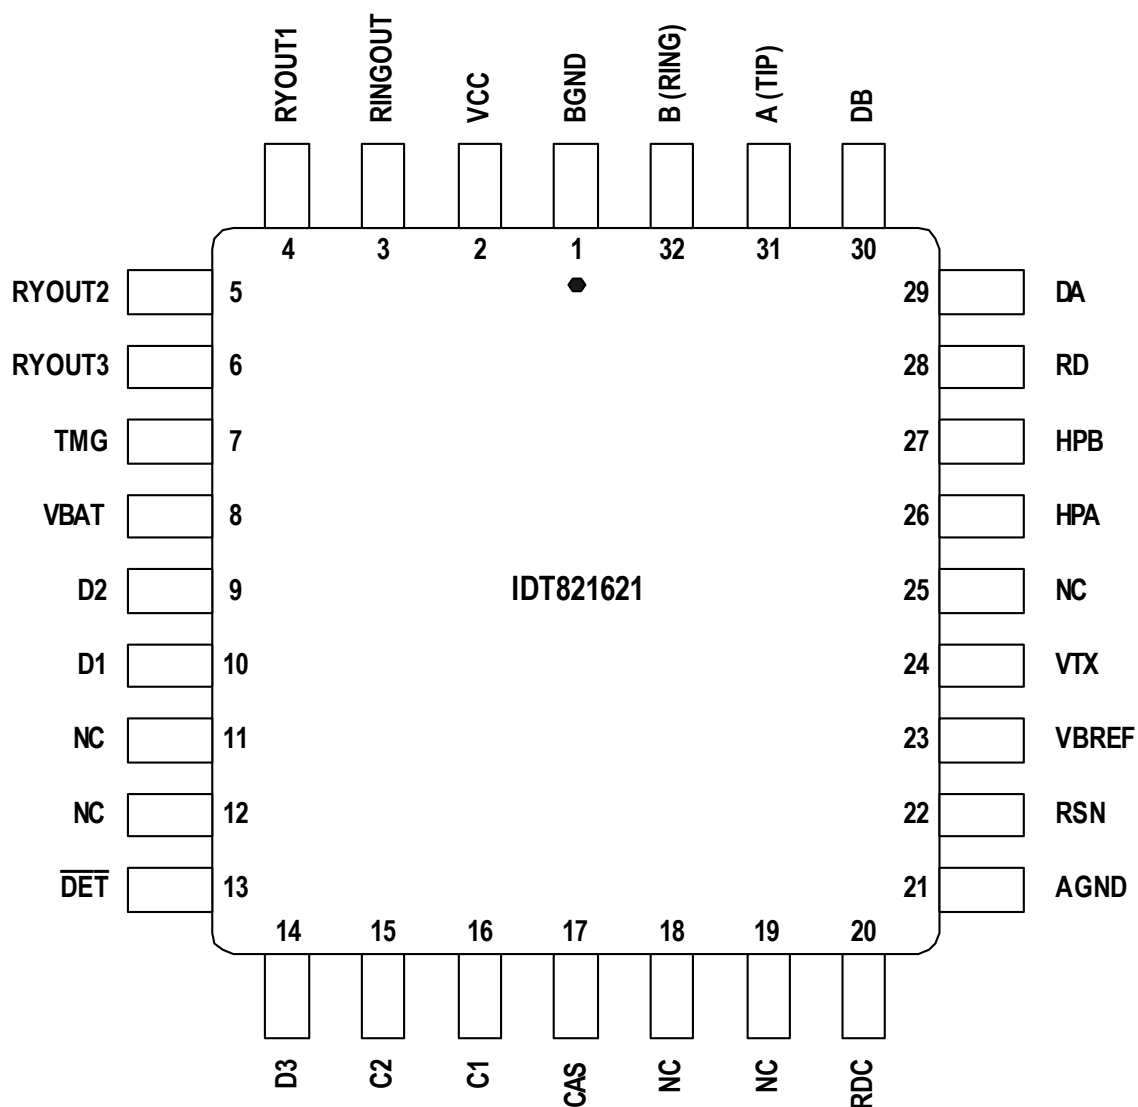 RYOUT1
RINGOUT
VCC
BGND
B (RING)
A (TIP)
DB
4 3 2 1 32 31 30
RYOUT2 5 29 DA
RYOUT3 6 28 RD
TMG 7 27 HPB
VBAT 8 26 HPA
D2 9 IDT821621 25 NC
D1 10 24 VTX
NC 11 23 VBREF
NC 12 22 RSN
D̅E̅T̅ 13 21 AGND
14 15 16 17 18 19 20
D3
C2
C1
CAS
NC
NC
RDC